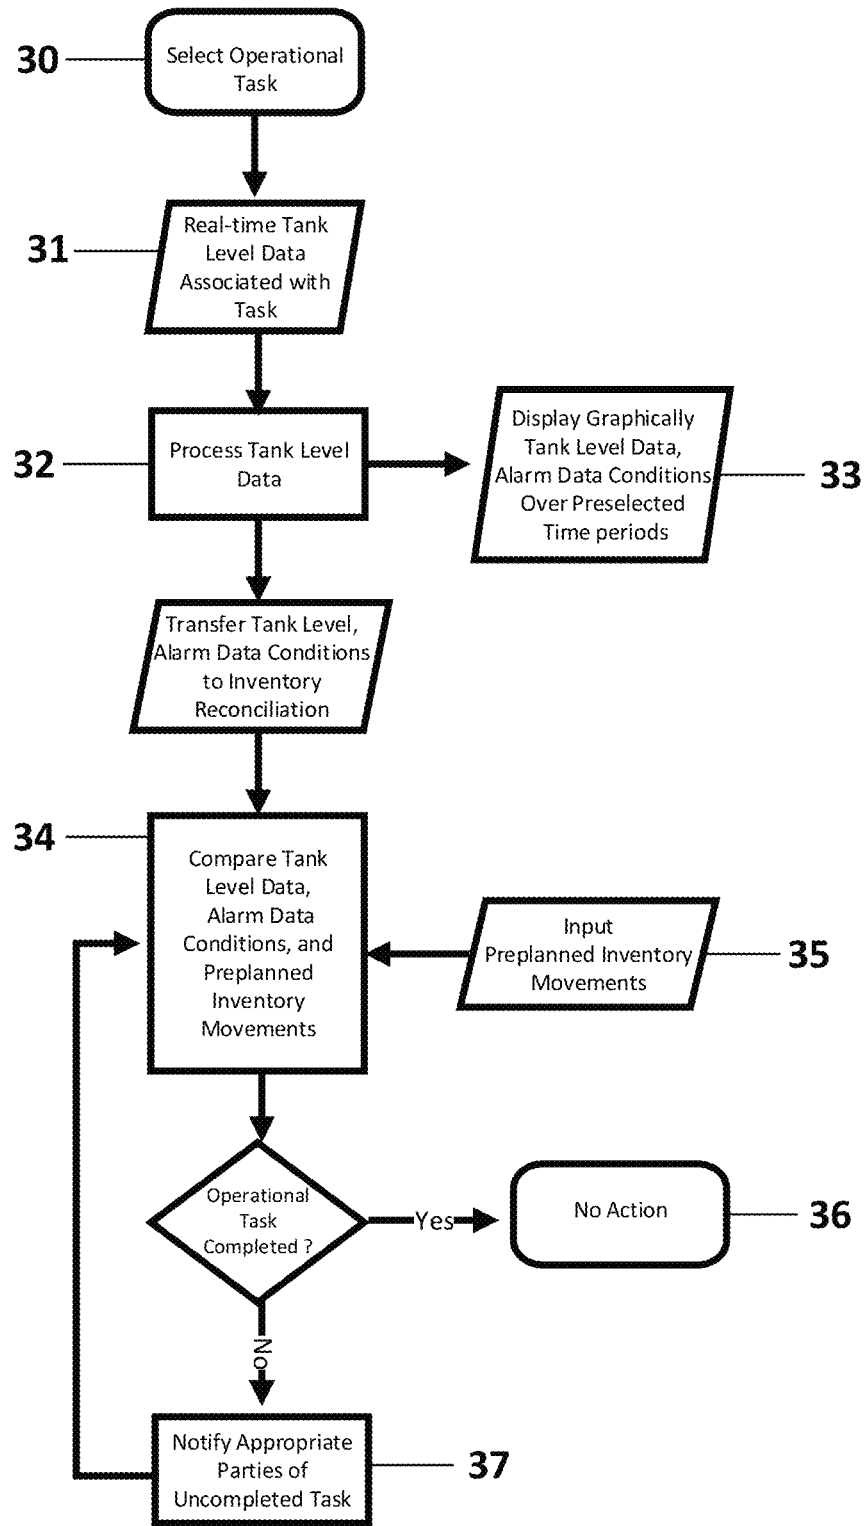 30
Select Operational
Task
31
Real-time Tank
Level Data
Associated with
Task
32
Process Tank Level
Data
Display Graphically
Tank Level Data,
Alarm Data Conditions
Over Preselected
Time periods
33
Transfer Tank Level,
Alarm Data Conditions
to Inventory
Reconciliation
34
Compare Tank
Level Data,
Alarm Data
Conditions, and
Preplanned
Inventory
Movements
Input
Preplanned Inventory
Movements
35
Operational
Task
Completed ?
Yes
No Action
36
No
Notify Appropriate
Parties of
Uncompleted Task
37